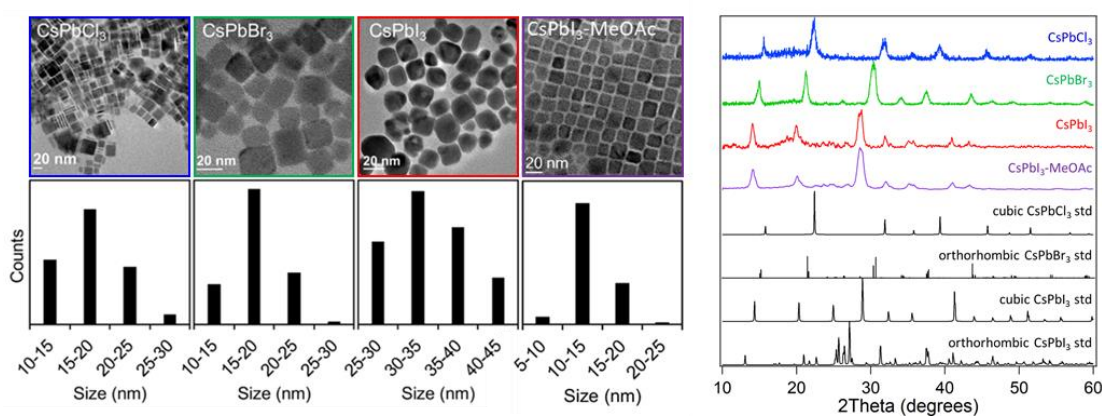 CsPbCl₃
CsPbBr₃
CsPbI₃
CsPbI₃-MeOAc
20 nm
20 nm
20 nm
20 nm
Counts
10-15
15-20
20-25
25-30
Size (nm)
10-15
15-20
20-25
25-30
Size (nm)
25-30
30-35
35-40
40-45
Size (nm)
5-10
10-15
15-20
20-25
Size (nm)
CsPbCl₃
CsPbBr₃
CsPbI₃
CsPbI₃-MeOAc
cubic CsPbCl₃ std
orthorhombic CsPbBr₃ std
cubic CsPbI₃ std
orthorhombic CsPbI₃ std
10 20 30 40 50 60
2Theta (degrees)